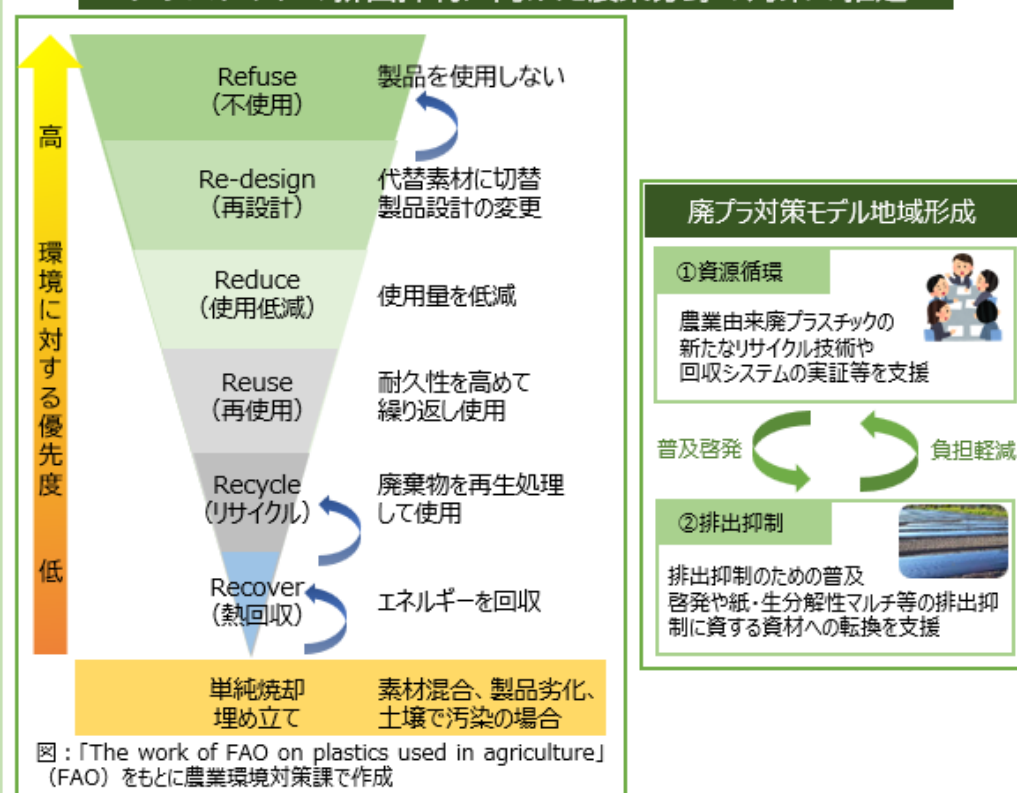 高
環境に対する優先度
低
Refuse
（不使用）
製品を使用しない
Re-design
（再設計）
代替素材に切替
製品設計の変更
Reduce
（使用低減）
使用量を低減
Reuse
（再使用）
耐久性を高めて
繰り返し使用
Recycle
（リサイクル）
廃棄物を再生処理
して使用
Recover
（熱回収）
エネルギーを回収
単純焼却
埋め立て
素材混合、製品劣化、
土壌で汚染の場合
図：「The work of FAO on plastics used in agriculture」
（FAO）をもとに農業環境対策課で作成
廃プラ対策モデル地域形成
①資源循環
農業由来廃プラスチックの
新たなリサイクル技術や
回収システムの実証等を支援
普及啓発
負担軽減
②排出抑制
排出抑制のための普及
啓発や紙・生分解性マルチ等の排出抑
制に資する資材への転換を支援